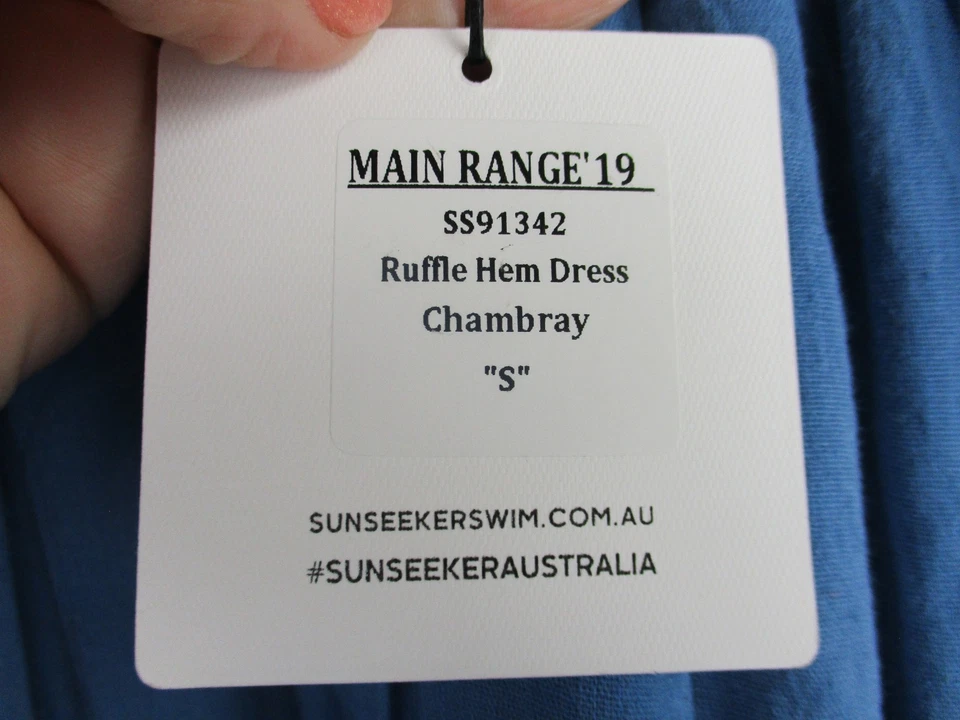 MAIN RANGE'19
SS91342
Ruffle Hem Dress
Chambray
"S"
SUNSEEKERSWIM.COM.AU
#SUNSEEKERAUSTRALIA